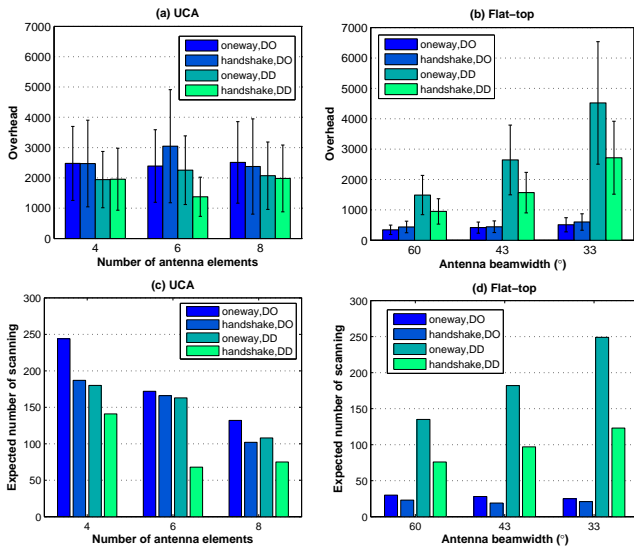 (a) UCA
7000
6000
5000
4000
3000
2000
1000
0
Overhead
oneway,DO
handshake,DO
oneway,DD
handshake,DD
4
6
8
Number of antenna elements
(b) Flat-top
7000
6000
5000
4000
3000
2000
1000
0
Overhead
oneway,DO
handshake,DO
oneway,DD
handshake,DD
60
43
33
Antenna beamwidth (°)
(c) UCA
300
250
200
150
100
50
0
Expected number of scanning
oneway,DO
handshake,DO
oneway,DD
handshake,DD
4
6
8
Number of antenna elements
(d) Flat-top
300
250
200
150
100
50
0
Expected number of scanning
oneway,DO
handshake,DO
oneway,DD
handshake,DD
60
43
33
Antenna beamwidth (°)